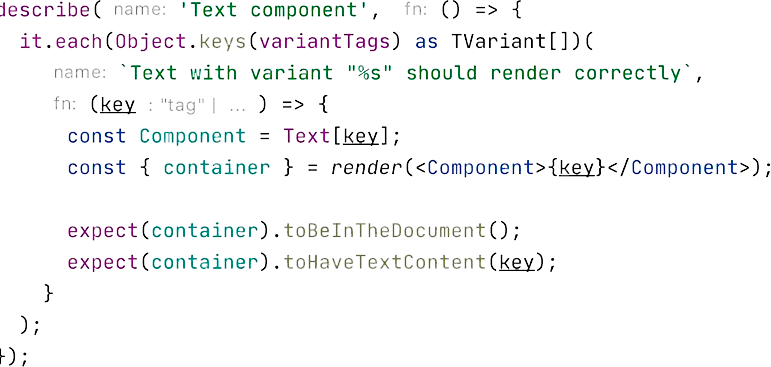 describe( name: 'Text component', fn: () => {
it.each(Object.keys(variantTags) as TVariant[])(
name: `Text with variant "%s" should render correctly`,
fn: (key : "tag" | ... ) => {
const Component = Text[key];
const { container } = render(<Component>{key}</Component>);
expect(container).toBeInTheDocument();
expect(container).toHaveTextContent(key);
}
);
});